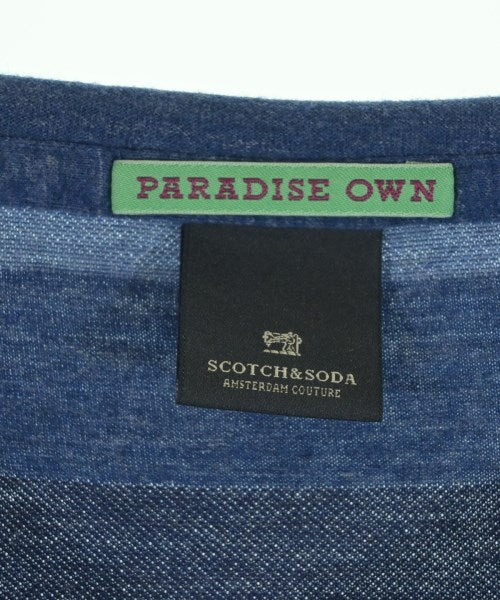 PARADISE OWN
SCOTCH&SODA
AMSTERDAM COUTURE